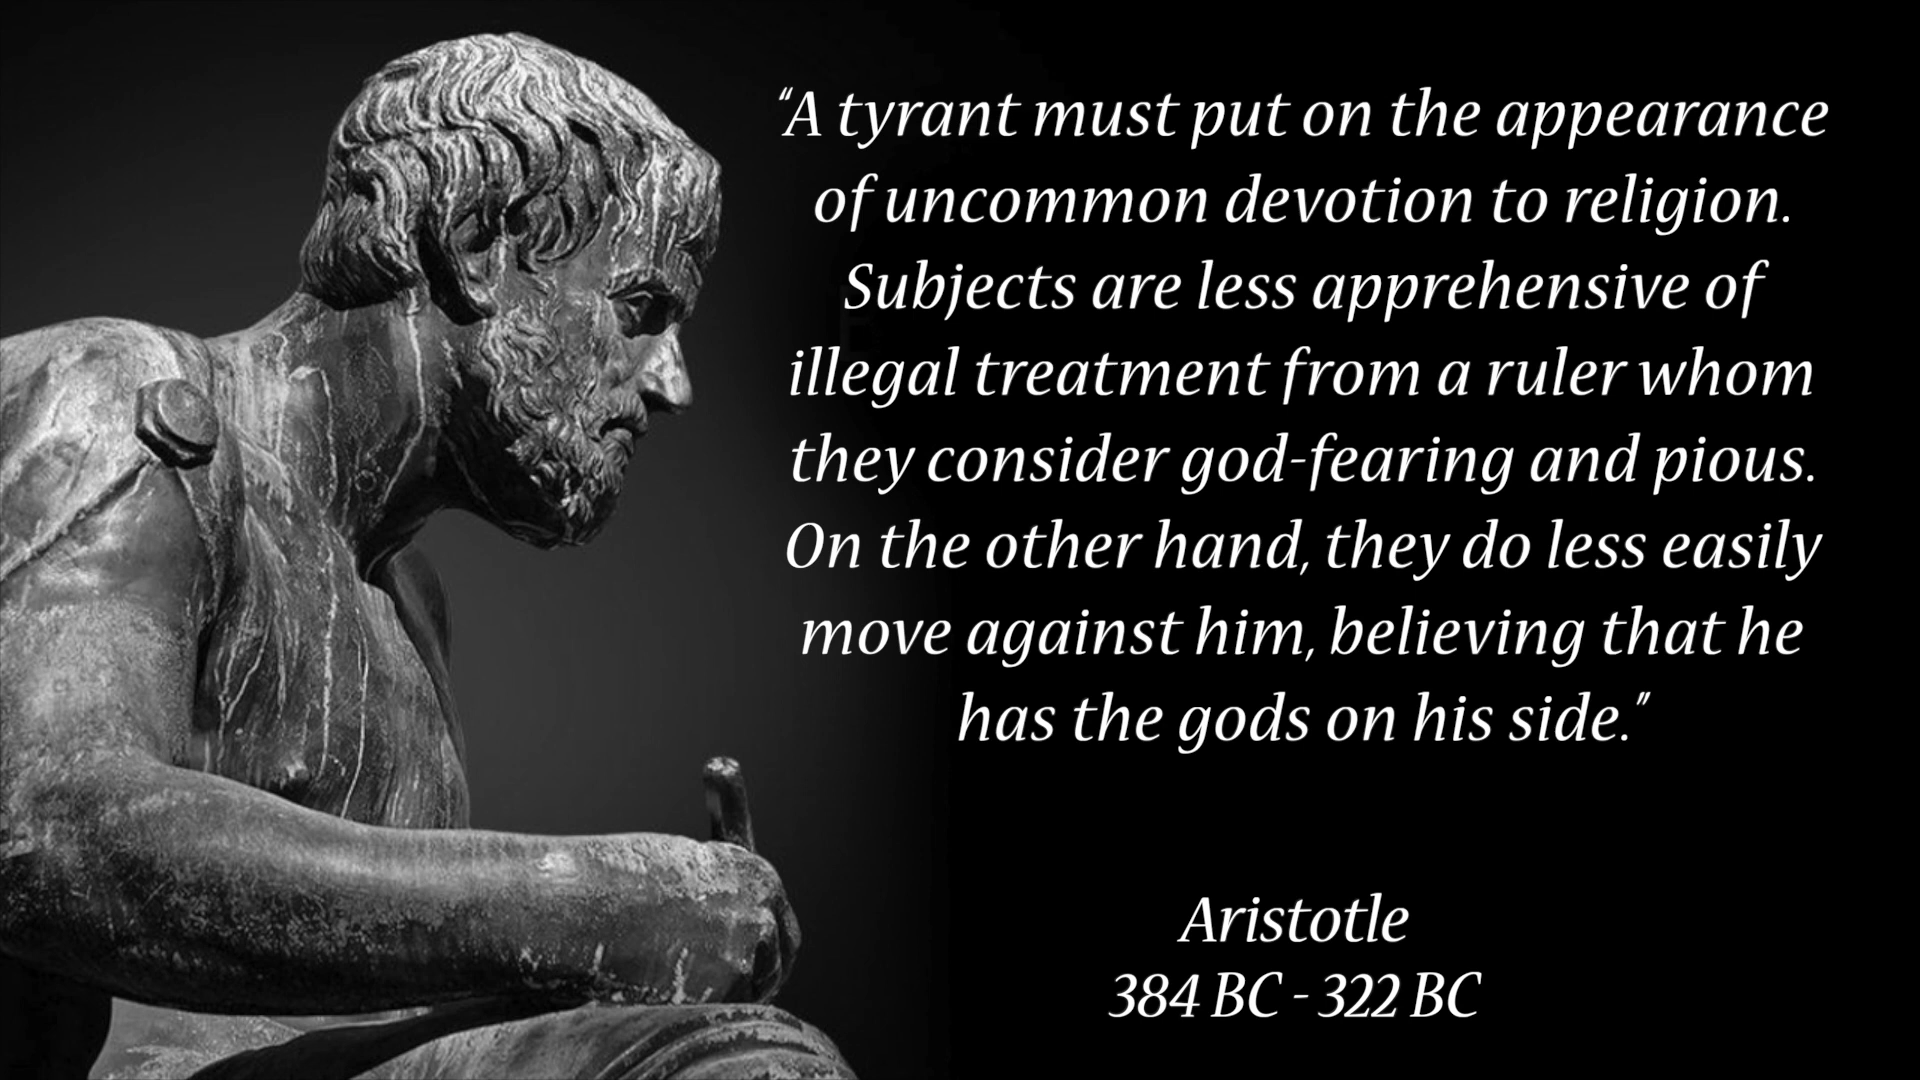 "A tyrant must put on the appearance
of uncommon devotion to religion.
Subjects are less apprehensive of
illegal treatment from a ruler whom
they consider god-fearing and pious.
On the other hand, they do less easily
move against him, believing that he
has the gods on his side."
Aristotle
384 BC - 322 BC